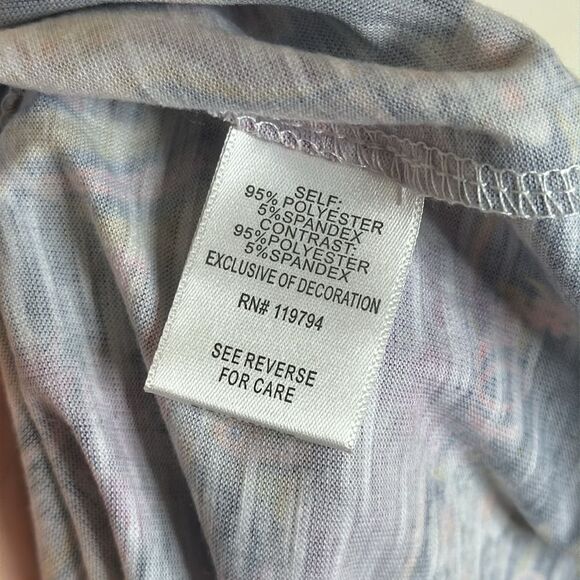 SELF:
95% POLYESTER
5%SPANDEX
CONTRAST:
95%POLYESTER
5%SPANDEX
EXCLUSIVE OF DECORATION
RN# 119794
SEE REVERSE
FOR CARE